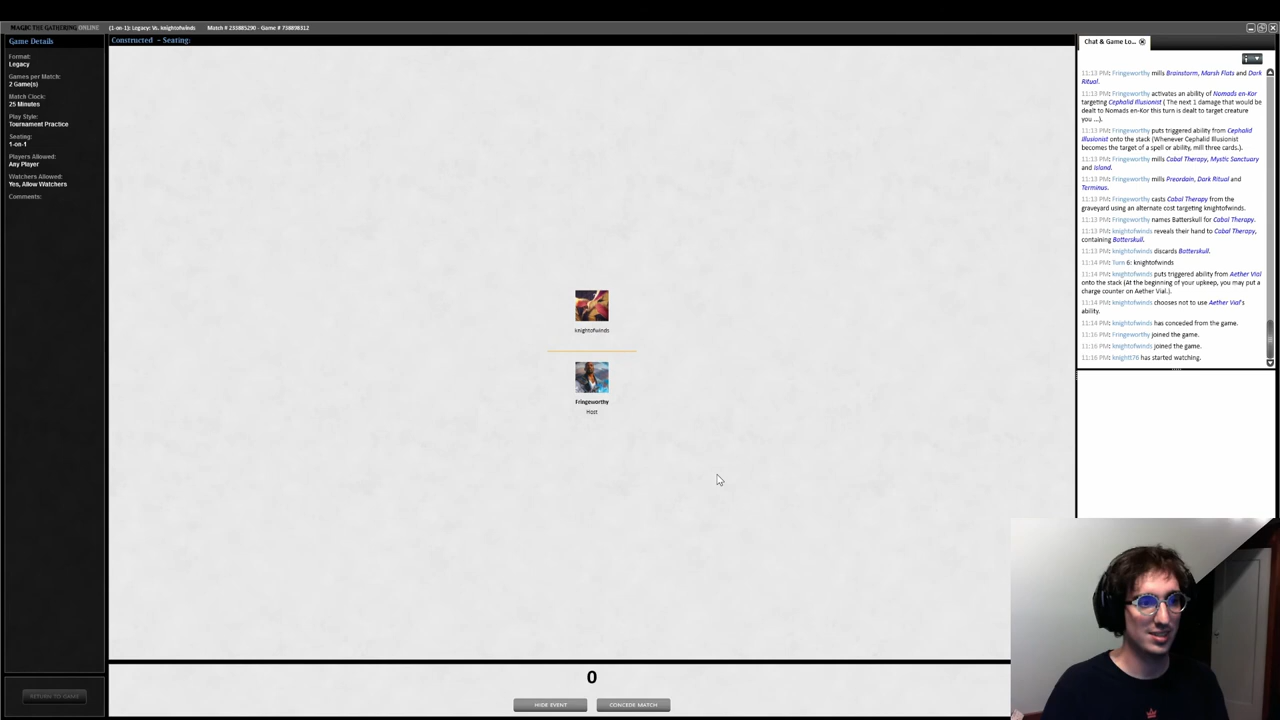 MAGIC THE GATHERING ONLINE (1-on-1): Legacy: Vs. knightofwinds Match # 233885290 - Game # 738898312
Game Details
Format:
Legacy
Games per Match:
2 Game(s)
Match Clock:
25 Minutes
Play Style:
Tournament Practice
Seating:
1-on-1
Players Allowed:
Any Player
Watchers Allowed:
Yes, Allow Watchers
Comments:
RETURN TO GAME
Constructed - Seating:
knightofwinds
Fringeworthy
Host
0
HIDE EVENT CONCEDE MATCH
Chat & Game Lo...
11:13 PM: Fringeworthy mills Brainstorm, Marsh Flats and Dark
Ritual.
11:13 PM: Fringeworthy activates an ability of Nomads en-Kor
targeting Cephalid Illusionist ( The next 1 damage that would be
dealt to Nomads en-Kor this turn is dealt to target creature
you ...).
11:13 PM: Fringeworthy puts triggered ability from Cephalid
Illusionist onto the stack (Whenever Cephalid Illusionist
becomes the target of a spell or ability, mill three cards.).
11:13 PM: Fringeworthy mills Cabal Therapy, Mystic Sanctuary
and Island.
11:13 PM: Fringeworthy mills Preordain, Dark Ritual and
Terminus.
11:13 PM: Fringeworthy casts Cabal Therapy from the
graveyard using an alternate cost targeting knightofwinds.
11:13 PM: Fringeworthy names Batterskull for Cabal Therapy.
11:13 PM: knightofwinds reveals their hand to Cabal Therapy,
containing Batterskull.
11:13 PM: knightofwinds discards Batterskull.
11:14 PM: Turn 6: knightofwinds
11:14 PM: knightofwinds puts triggered ability from Aether Vial
onto the stack (At the beginning of your upkeep, you may put a
charge counter on Aether Vial.).
11:14 PM: knightofwinds chooses not to use Aether Vial's
ability.
11:14 PM: knightofwinds has conceded from the game.
11:16 PM: Fringeworthy joined the game.
11:16 PM: knightofwinds joined the game.
11:16 PM: knightt76 has started watching.